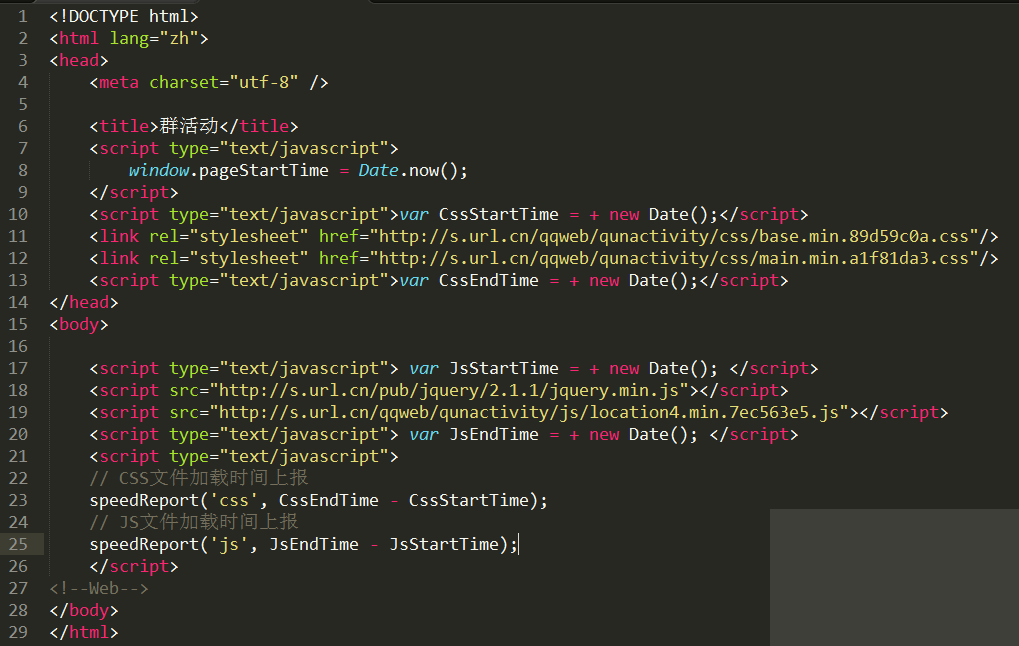 1 <!DOCTYPE html>
2 <html lang="zh">
3 <head>
4     <meta charset="utf-8" />
5
6     <title>群活动</title>
7     <script type="text/javascript">
8         window.pageStartTime = Date.now();
9     </script>
10     <script type="text/javascript">var CssStartTime = + new Date();</script>
11     <link rel="stylesheet" href="http://s.url.cn/qqweb/qunactivity/css/base.min.89d59c0a.css"/>
12     <link rel="stylesheet" href="http://s.url.cn/qqweb/qunactivity/css/main.min.a1f81da3.css"/>
13     <script type="text/javascript">var CssEndTime = + new Date();</script>
14 </head>
15 <body>
16
17     <script type="text/javascript"> var JsStartTime = + new Date(); </script>
18     <script src="http://s.url.cn/pub/jquery/2.1.1/jquery.min.js"></script>
19     <script src="http://s.url.cn/qqweb/qunactivity/js/location4.min.7ec563e5.js"></script>
20     <script type="text/javascript"> var JsEndTime = + new Date(); </script>
21     <script type="text/javascript">
22     // CSS文件加载时间上报
23     speedReport('css', CssEndTime - CssStartTime);
24     // JS文件加载时间上报
25     speedReport('js', JsEndTime - JsStartTime);
26     </script>
27 <!--Web-->
28 </body>
29 </html>